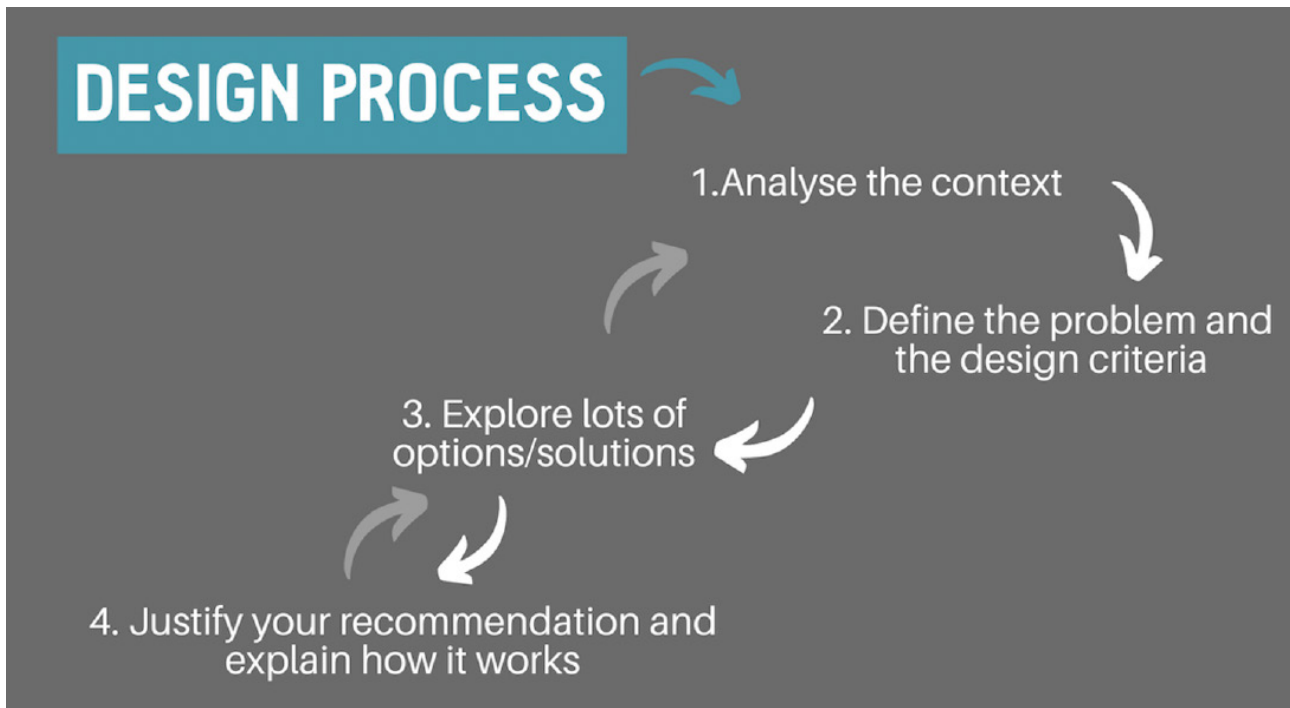 DESIGN PROCESS
1.Analyse the context
2. Define the problem and
the design criteria
3. Explore lots of
options/solutions
4. Justify your recommendation and
explain how it works